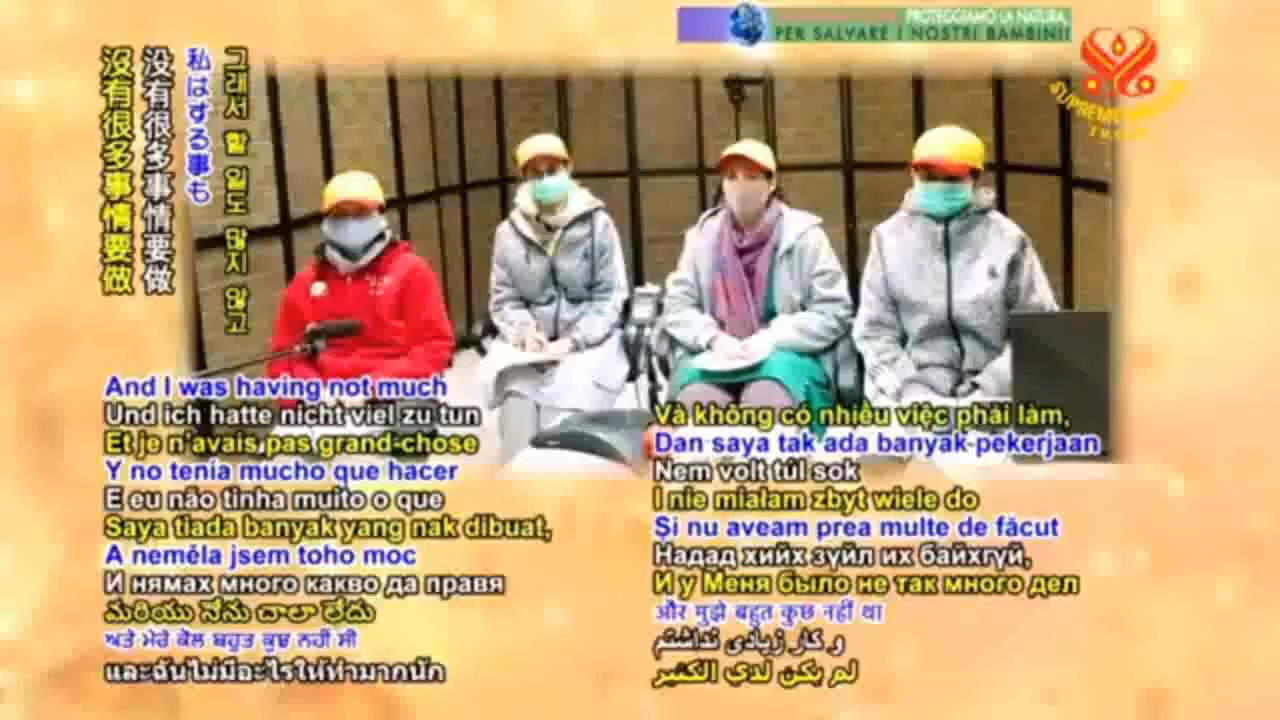 PROTEGGIAMO LA NATURA,
PER SALVARE I NOSTRI BAMBINI!
SUPREME
그래서 할 일도 많지 않고
私はする事も
没有很多事情要做
沒有很多事情要做
And I was having not much
Und ich hatte nicht viel zu tun
Et je n'avais pas grand-chose
Y no tenía mucho que hacer
E eu não tinha muito o que
Saya tiada banyak yang nak dibuat,
A neměla jsem toho moc
И нямах много какво да правя
మరియు నేను చాలా లేదు
ਅਤੇ ਮੇਰੇ ਕੋਲ ਬਹੁਤ ਕੁਝ ਨਹੀਂ ਸੀ
และฉันไม่มีอะไรให้ทำมากนัก
Và không có nhiều việc phải làm,
Dan saya tak ada banyak pekerjaan
Nem volt túl sok
I nie miałam zbyt wiele do
Și nu aveam prea multe de făcut
Надад хийх зүйл их байхгүй,
И у Меня было не так много дел
और मुझे बहुत कुछ नहीं था
و کار زیادی نداشتم
لم يكن لدي الكثير